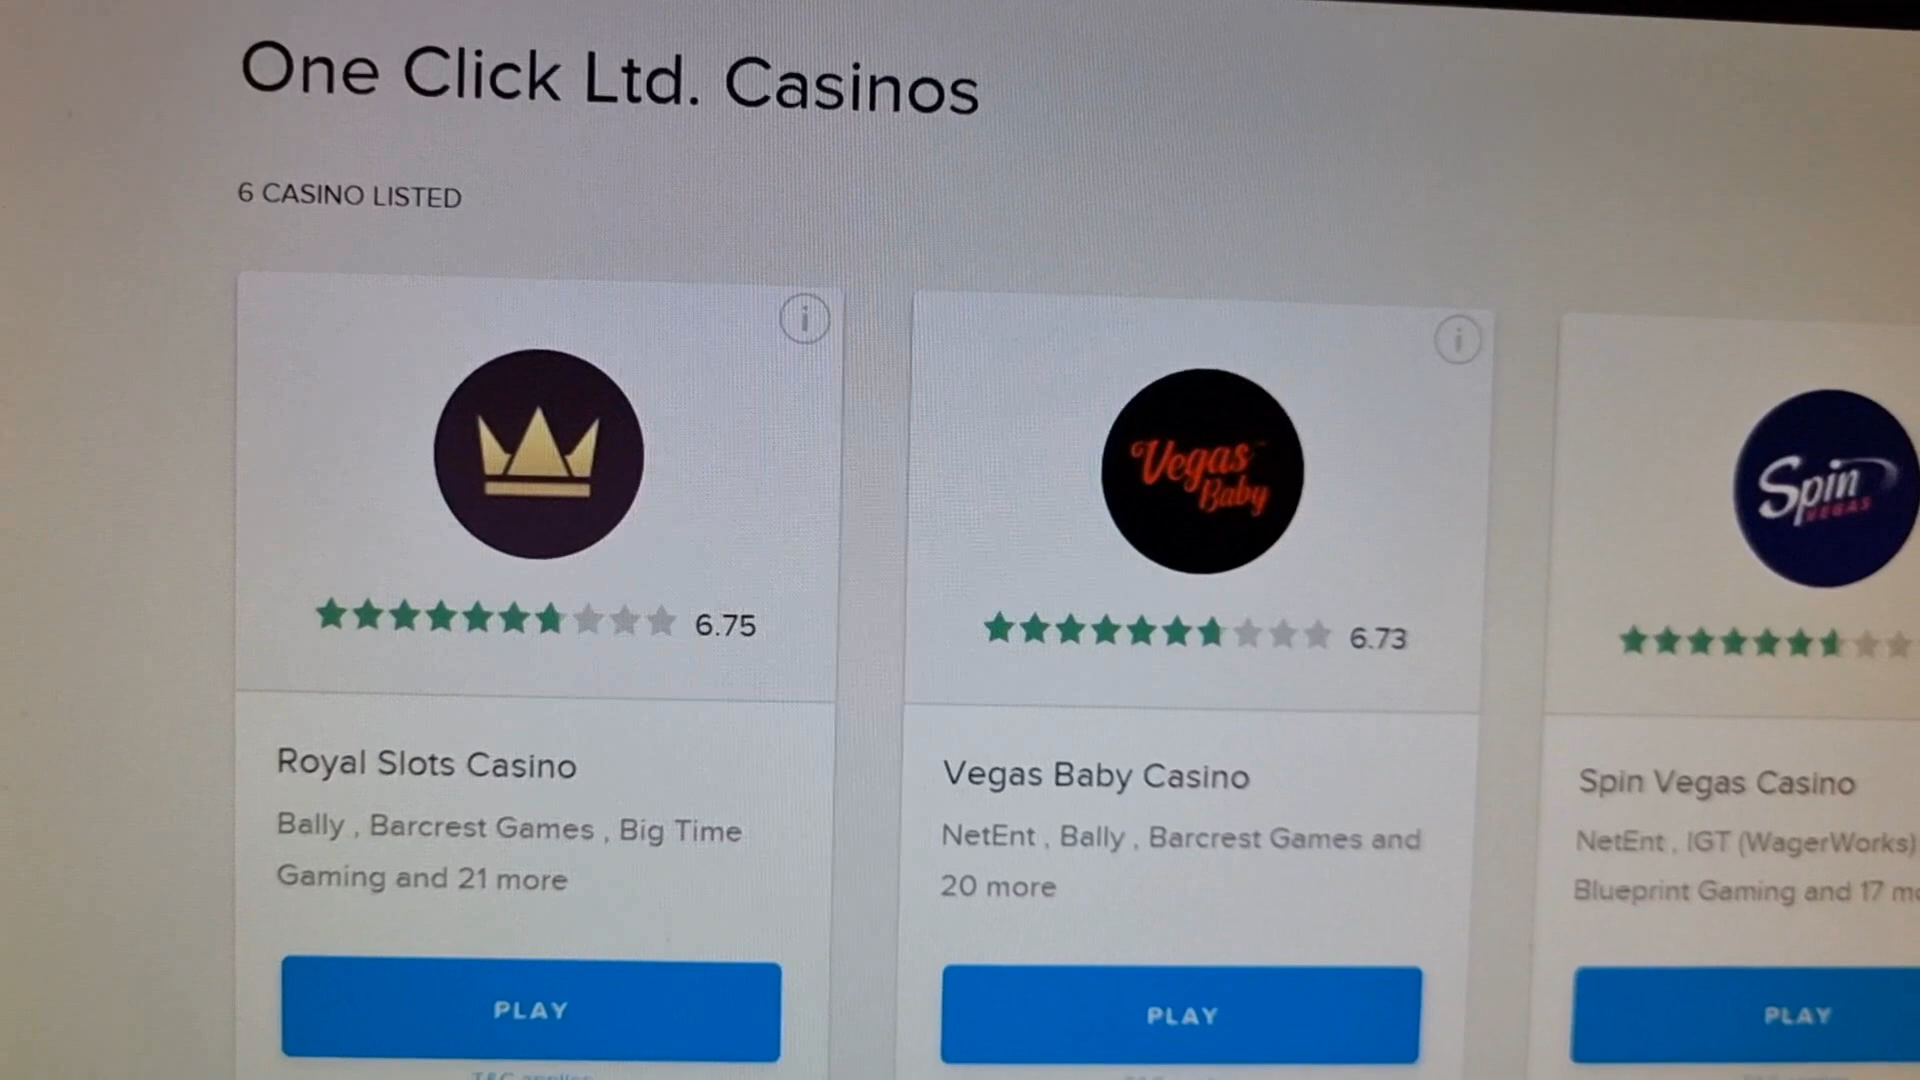 One Click Ltd. Casinos
6 CASINO LISTED
Vegas
Baby
Spin
VEGAS
6.75
6.73
Royal Slots Casino
Bally , Barcrest Games , Big Time
Gaming and 21 more
PLAY
Vegas Baby Casino
NetEnt , Bally , Barcrest Games and
20 more
PLAY
Spin Vegas Casino
NetEnt , IGT (WagerWorks)
Blueprint Gaming and 17
PLAY